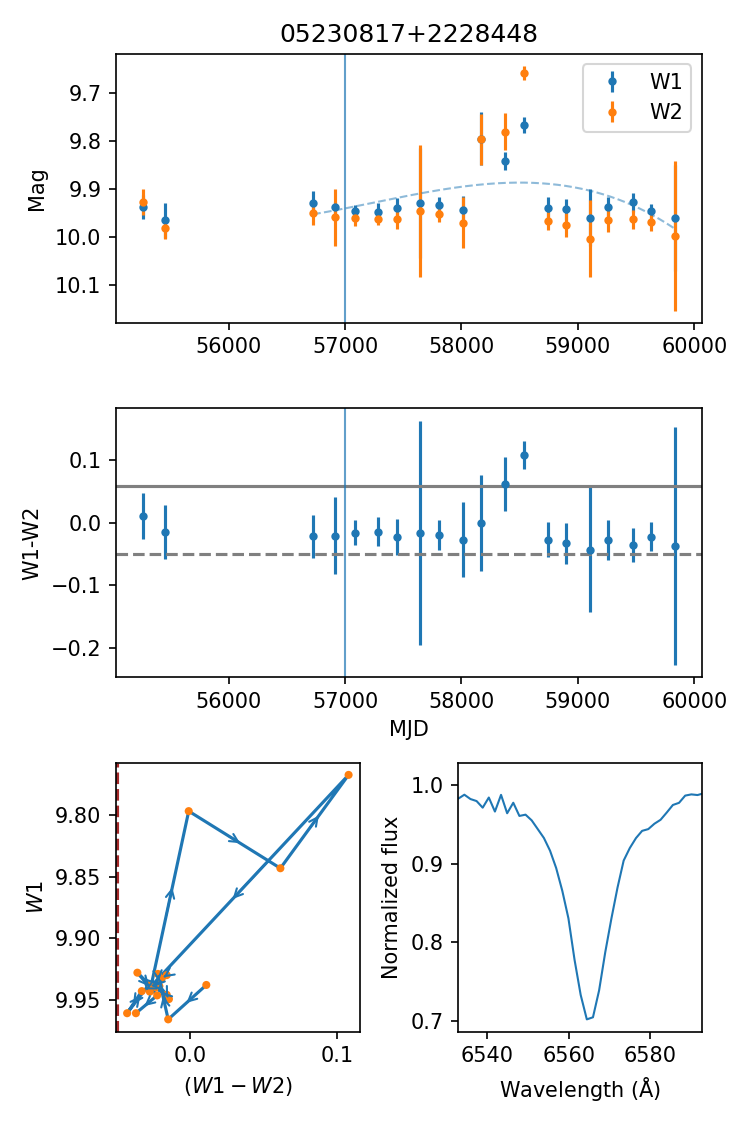 05230817+2228448
W1
W2
Mag
9.7
9.8
9.9
10.0
10.1
56000 57000 58000 59000 60000
W1-W2
0.1
0.0
−0.1
−0.2
56000 57000 58000 59000 60000
MJD
W1
9.80
9.85
9.90
9.95
0.0 0.1
(W1 − W2)
Normalized flux
1.0
0.9
0.8
0.7
6540 6560 6580
Wavelength (Å)